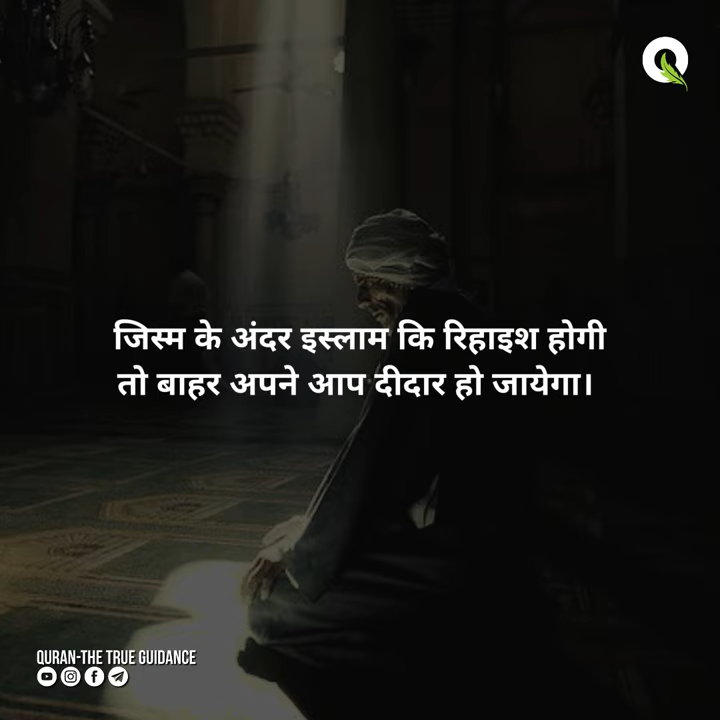 जिस्म के अंदर इस्लाम कि रिहाइश होगी
तो बाहर अपने आप दीदार हो जायेगा।
QURAN-THE TRUE GUIDANCE